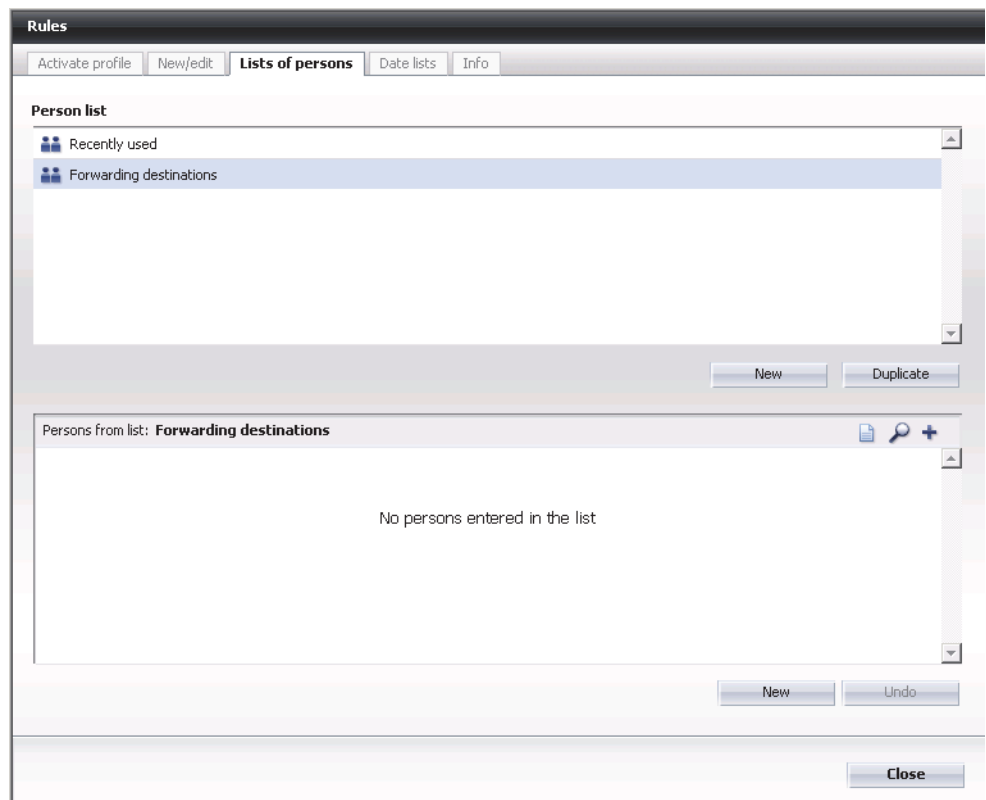 Rules
Activate profile New/edit Lists of persons Date lists Info
Person list
Recently used
Forwarding destinations
New Duplicate
Persons from list: Forwarding destinations
No persons entered in the list
New Undo
Close